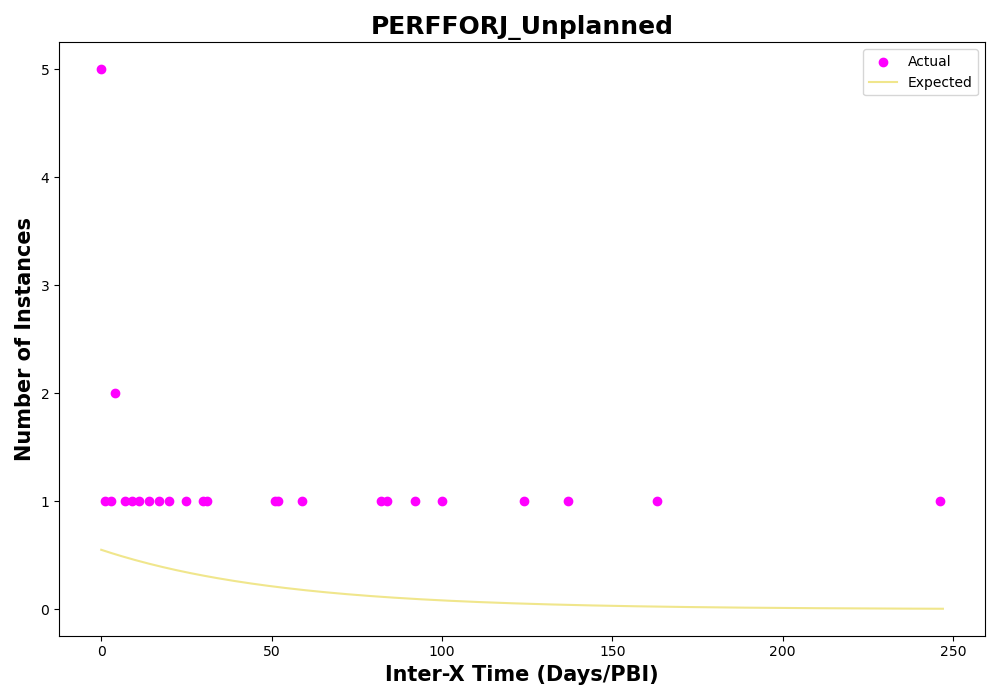 PERFFORJ_Unplanned
Actual
Expected
5
4
3
2
1
0
Number of Instances
0 50 100 150 200 250
Inter-X Time (Days/PBI)